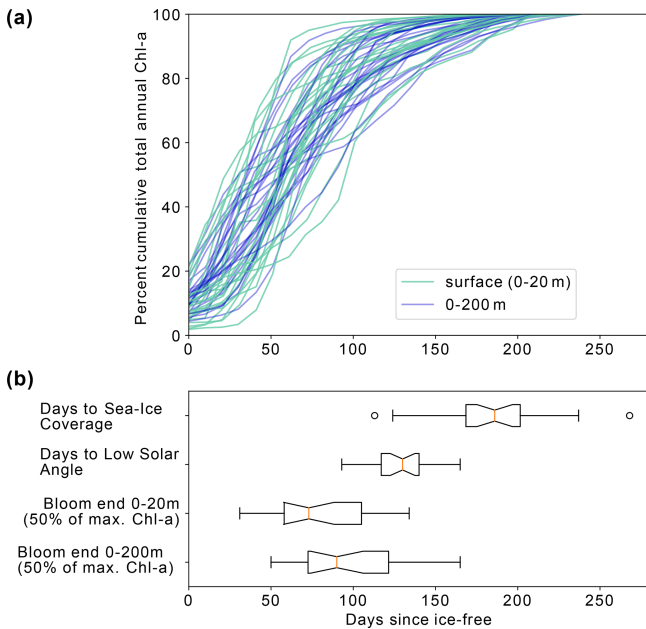 (a)
Percent cumulative total annual Chl-a
100
80
60
40
20
0
surface (0-20 m)
0-200 m
0 50 100 150 200 250
(b)
Days to Sea-Ice
Coverage
Days to Low Solar
Angle
Bloom end 0-20m
(50% of max. Chl-a)
Bloom end 0-200m
(50% of max. Chl-a)
0 50 100 150 200 250
Days since ice-free